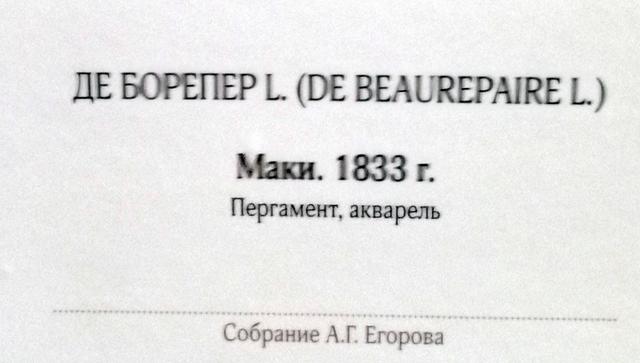 ДЕ БОРЕПЕР L. (DE BEAUREPAIRE L.)
Маки. 1833 г.
Пергамент, акварель
Собрание А.Г. Егорова